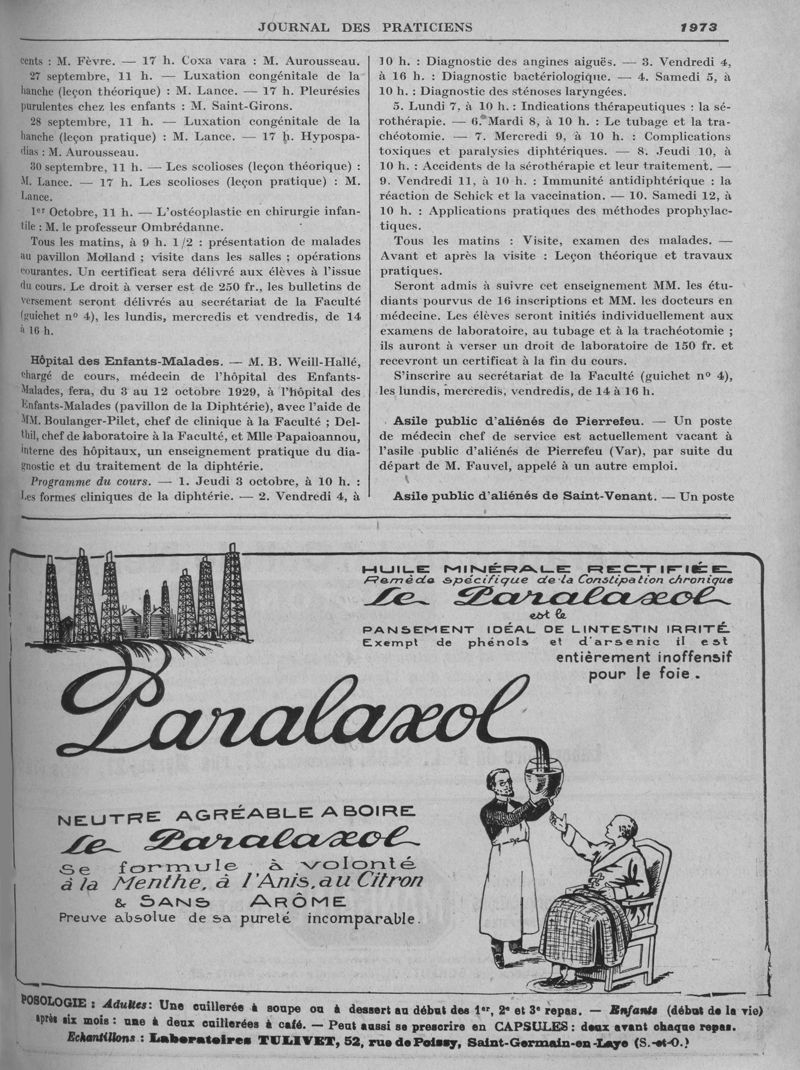 JOURNAL DES PRATICIENS
1973
cents : M. Fèvre. — 17 h. Coxa vara : M. Aurousseau.
27 septembre, 11 h. — Luxation congénitale de la
hanche (leçon théorique) : M. Lance. — 17 h. Pleurésies
purulentes chez les enfants : M. Saint-Girons.
28 septembre, 11 h. — Luxation congénitale de la
hanche (leçon pratique) : M. Lance. — 17 h. Hypospa-
dias : M. Aurousseau.
30 septembre, 11 h. — Les scolioses (leçon théorique) :
M. Lance. — 17 h. Les scolioses (leçon pratique) : M.
Lance.
1er Octobre, 11 h. — L'ostéoplastie en chirurgie infan-
tile : M. le professeur Ombrédanne.
Tous les matins, à 9 h. 1/2 : présentation de malades
au pavillon Molland ; visite dans les salles ; opérations
courantes. Un certificat sera délivré aux élèves à l'issue
du cours. Le droit à verser est de 250 fr., les bulletins de
versement seront délivrés au secrétariat de la Faculté
(guichet n° 4), les lundis, mercredis et vendredis, de 14
à 16 h.
Hôpital des Enfants-Malades. — M. B. Weill-Hallé,
chargé de cours, médecin de l'hôpital des Enfants-
Malades, fera, du 3 au 12 octobre 1929, à l'hôpital des
Enfants-Malades (pavillon de la Diphtérie), avec l'aide de
MM. Boulanger-Pilet, chef de clinique à la Faculté ; Del-
thil, chef de laboratoire à la Faculté, et Mlle Papaioannou,
interne des hôpitaux, un enseignement pratique du dia-
gnostic et du traitement de la diphtérie.
Programme du cours. — 1. Jeudi 3 octobre, à 10 h. :
Les formes cliniques de la diphtérie. — 2. Vendredi 4, à
10 h. : Diagnostic des angines aiguës. — 3. Vendredi 4,
à 16 h. : Diagnostic bactériologique. — 4. Samedi 5, à
10 h. : Diagnostic des sténoses laryngées.
5. Lundi 7, à 10 h. : Indications thérapeutiques : la sé-
rothérapie. — 6. Mardi 8, à 10 h. : Le tubage et la tra-
chéotomie. — 7. Mercredi 9, à 10 h. : Complications
toxiques et paralysies diphtériques. — 8. Jeudi 10, à
10 h. : Accidents de la sérothérapie et leur traitement. —
9. Vendredi 11, à 10 h. : Immunité antidiphtérique : la
réaction de Schick et la vaccination. — 10. Samedi 12, à
10 h. : Applications pratiques des méthodes prophylac-
tiques.
Tous les matins : Visite, examen des malades. —
Avant et après la visite : Leçon théorique et travaux
pratiques.
Seront admis à suivre cet enseignement MM. les étu-
diants pourvus de 16 inscriptions et MM. les docteurs en
médecine. Les élèves seront initiés individuellement aux
examens de laboratoire, au tubage et à la trachéotomie ;
ils auront à verser un droit de laboratoire de 150 fr. et
recevront un certificat à la fin du cours.
S'inscrire au secrétariat de la Faculté (guichet n° 4),
les lundis, mercredis, vendredis, de 14 à 16 h.
Asile public d'aliénés de Pierrefeu. — Un poste
de médecin chef de service est actuellement vacant à
l'asile public d'aliénés de Pierrefeu (Var), par suite du
départ de M. Fauvel, appelé à un autre emploi.
Asile public d'aliénés de Saint-Venant. — Un poste
HUILE MINÉRALE RECTIFIÉE
Remède spécifique de la Constipation chronique
Le Paralaxol
est le
PANSEMENT IDÉAL DE L'INTESTIN IRRITÉ
Exempt de phénols et d'arsenic il est
entièrement inoffensif
pour le foie.
Paralaxol
NEUTRE AGRÉABLE A BOIRE
Le Paralaxol
se formule à volonté
à la Menthe, à l'Anis, au Citron
& SANS ARÔME
Preuve absolue de sa pureté incomparable.
POSOLOGIE : Adultes : Une cuillerée à soupe ou à dessert au début des 1er, 2e et 3e repas. — Enfants (début de la vie)
après six mois : une à deux cuillerées à café. — Peut aussi se prescrire en CAPSULES : deux avant chaque repas.
Echantillons : Laboratoires TULIVET, 52, rue de Poissy, Saint-Germain-en-Laye (S.-et-O.)